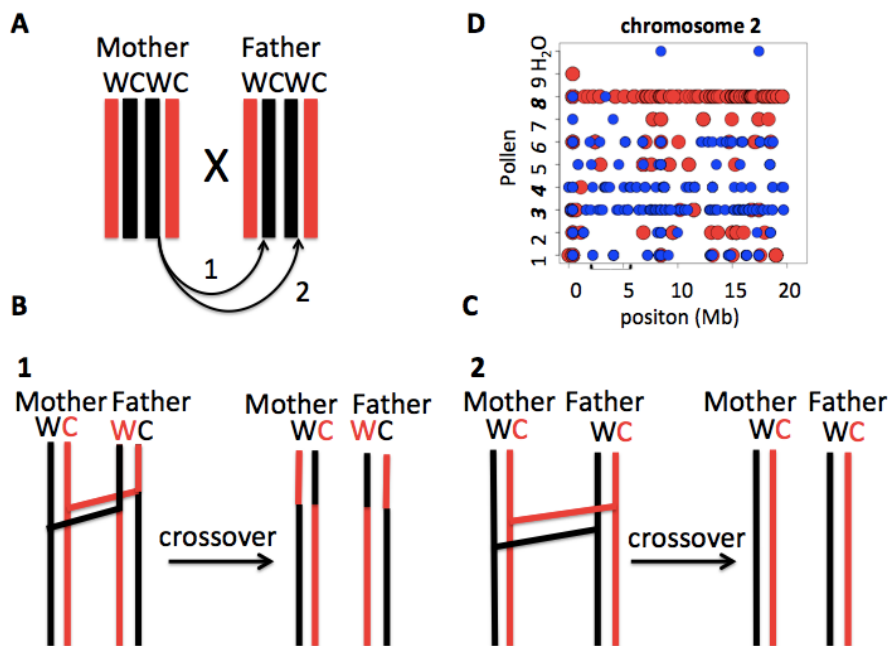 A
Mother Father
WCWC WCWC
X
1
2
B
1
Mother Father
WC WC
crossover
Mother Father
WC WC
C
2
Mother Father
WC WC
crossover
Mother Father
WC WC
D
chromosome 2
Pollen
H₂O
9
8
7
6
5
4
3
2
1
0 5 10 15 20
positon (Mb)